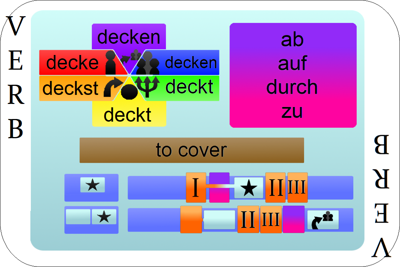 VERB
decken
decke
decken
deckst
deckt
deckt
ab
auf
durch
zu
to cover
I
II
III
II
III
VERB